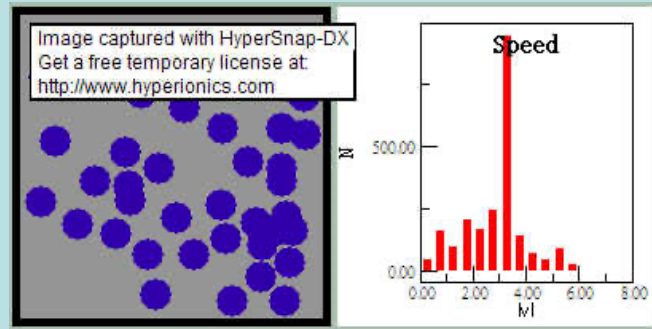 Image captured with HyperSnap-DX
Get a free temporary license at:
http://www.hyperionics.com
Speed
N
500.00
0.00
0.00 2.00 4.00 6.00 8.00
|v|